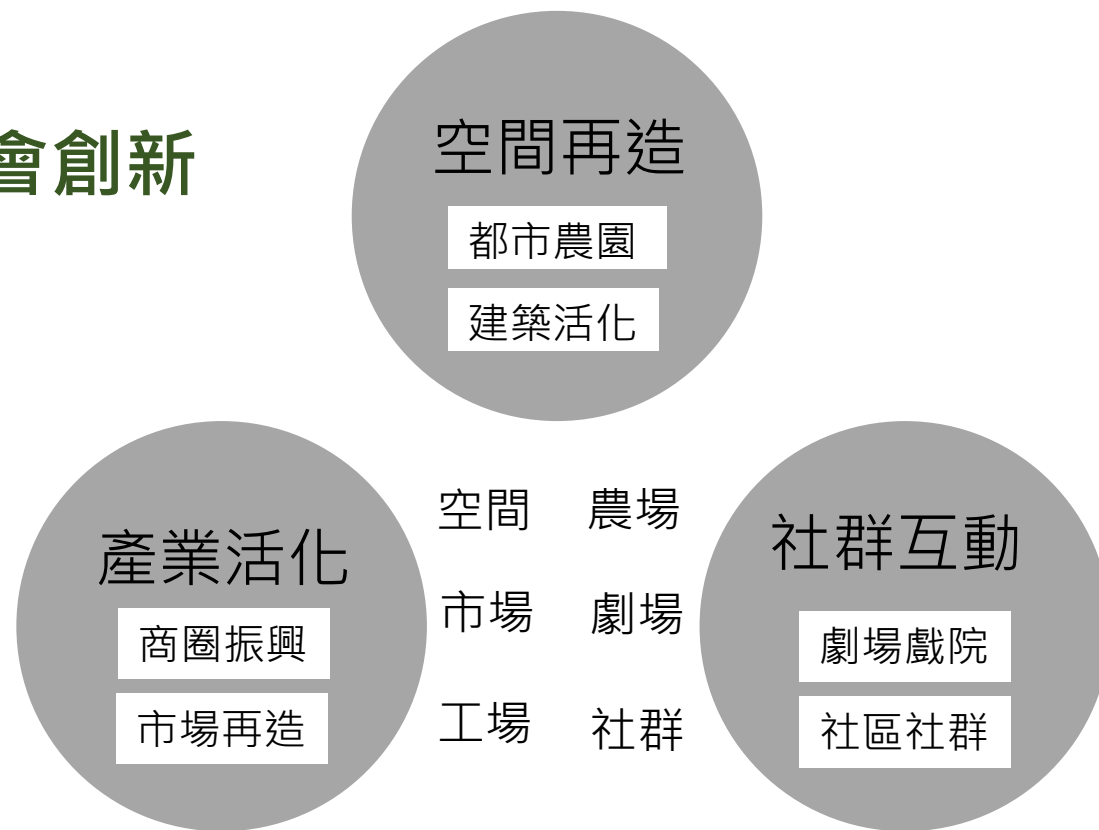 會創新
空間再造
都市農園
建築活化
產業活化
商圈振興
市場再造
空間 農場
市場 劇場
工場 社群
社群互動
劇場戲院
社區社群